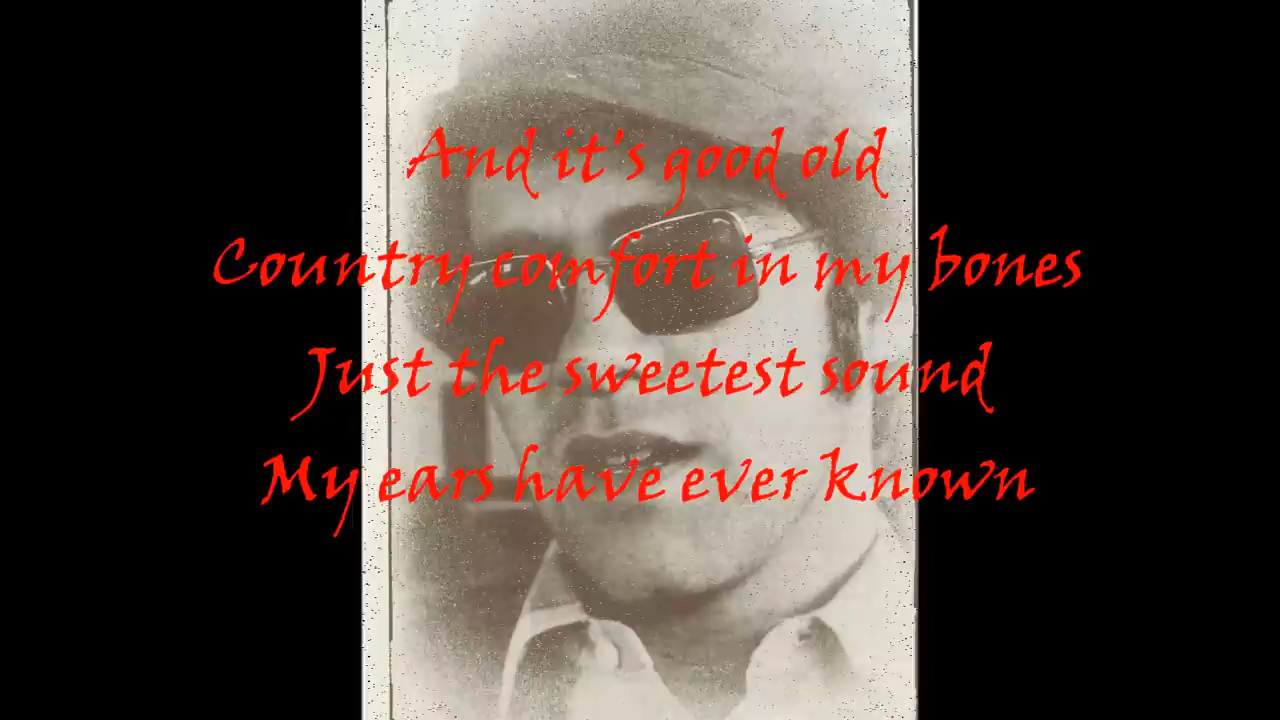 And it's good old
Country comfort in my bones
Just the sweetest sound
My ears have ever known